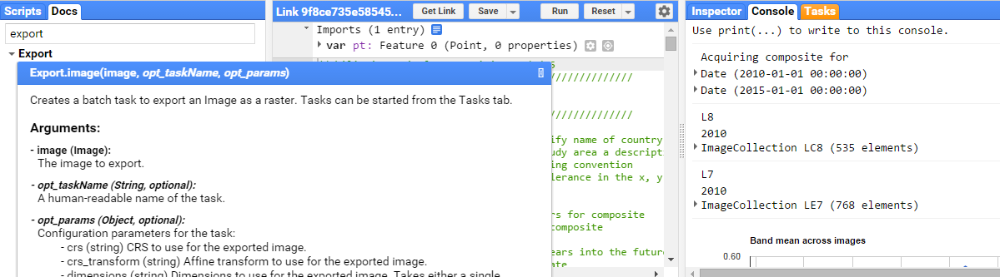 Scripts Docs
export
Export
Export.image(image, opt_taskName, opt_params)
Creates a batch task to export an Image as a raster. Tasks can be started from the Tasks tab.
Arguments:
- image (Image):
The image to export.
- opt_taskName (String, optional):
A human-readable name of the task.
- opt_params (Object, optional):
Configuration parameters for the task:
- crs (string) CRS to use for the exported image.
- crs_transform (string) Affine transform to use for the exported image.
- dimensions (string) Dimensions to use for the exported image. Takes either a single
Link 9f8ce735e58545... Get Link Save Run Reset
Imports (1 entry)
var pt: Feature 0 (Point, 0 properties)
//////////////
//////////////
ify name of country
udy area a descript
ing convention
lerance in the x, y
rs for composite
composite
ears into the future
ate
Inspector Console Tasks
Use print(...) to write to this console.
Acquiring composite for
Date (2010-01-01 00:00:00)
Date (2015-01-01 00:00:00)
L8
2010
ImageCollection LC8 (535 elements)
L7
2010
ImageCollection LE7 (768 elements)
Band mean across images
0.60